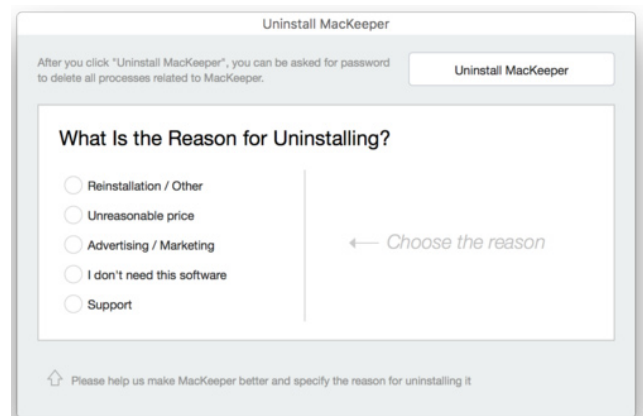 Uninstall MacKeeper
After you click "Uninstall MacKeeper", you can be asked for password
to delete all processes related to MacKeeper.
Uninstall MacKeeper
What Is the Reason for Uninstalling?
Reinstallation / Other
Unreasonable price
Advertising / Marketing
I don't need this software
Support
Choose the reason
Please help us make MacKeeper better and specify the reason for uninstalling it